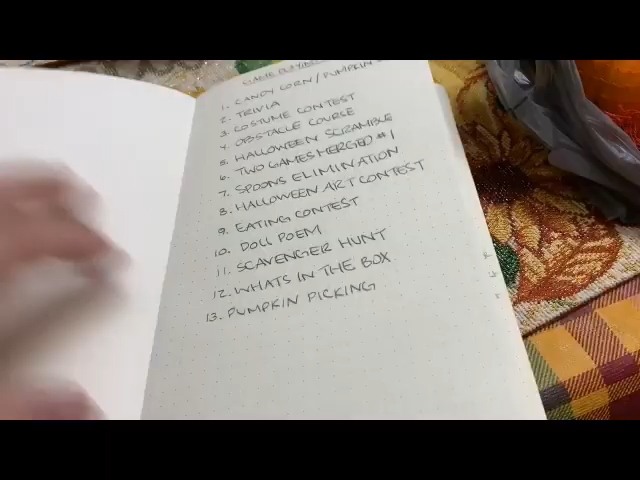 GAME
1. CANDY CORN / PUMPKIN
2. TRIVIA
3. COSTUME CONTEST
4. OBSTACLE COURSE
5. HALLOWEEN SCRAMBLE
6. TWO GAMES MERGED #1
7. SPOONS ELIMINATION
8. HALLOWEEN ART CONTEST
9. EATING CONTEST
10. DOLL POEM
11. SCAVENGER HUNT
12. WHATS IN THE BOX
13. PUMPKIN PICKING